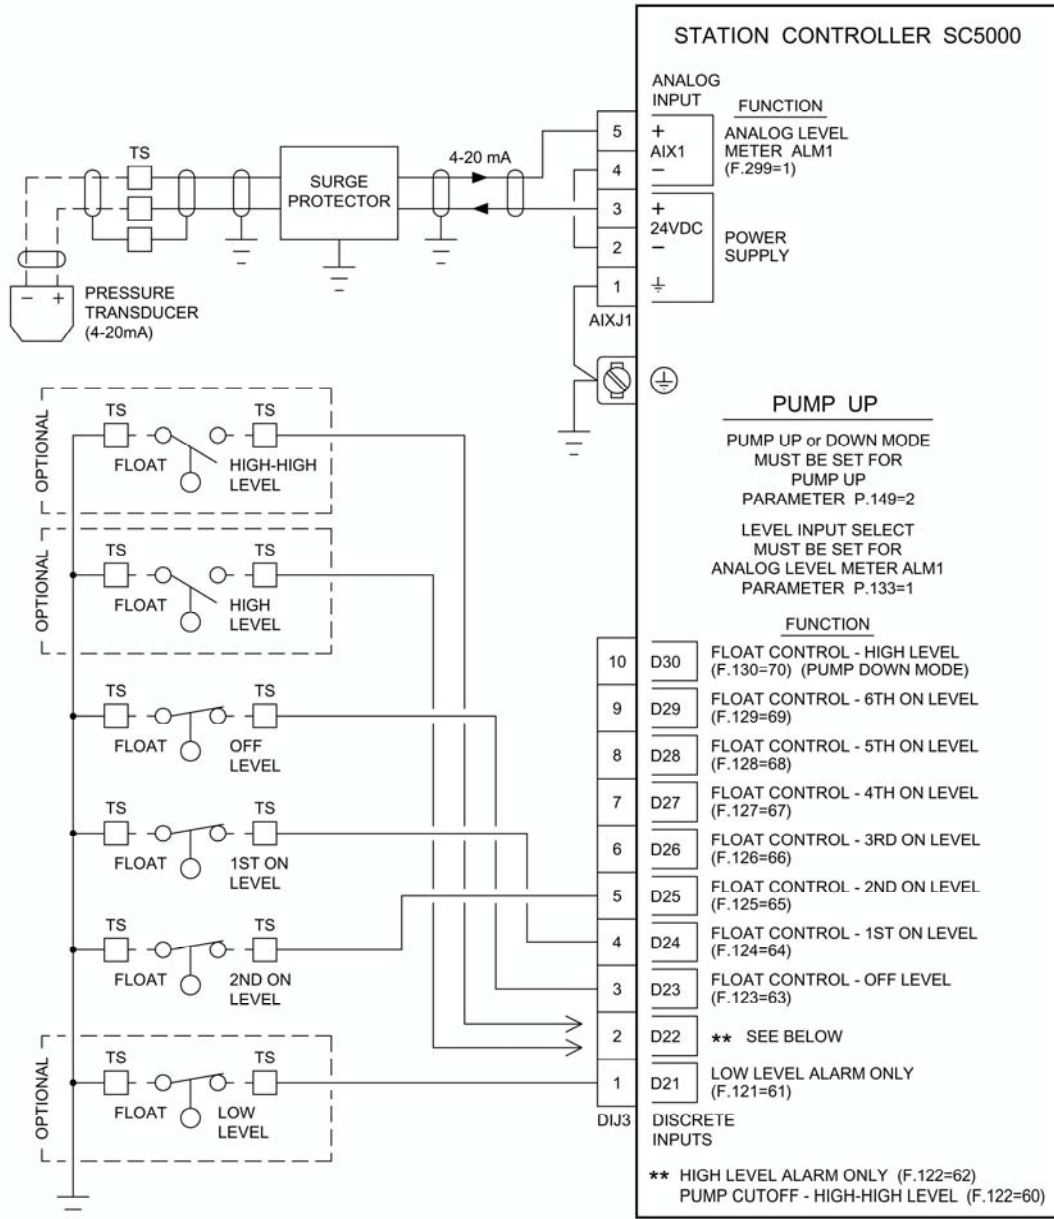 STATION CONTROLLER SC5000
ANALOG
INPUT
FUNCTION
5
+
AIX1
4
−
ANALOG LEVEL
METER ALM1
(F.299=1)
3
+
24VDC
2
−
POWER
SUPPLY
1
AIXJ1
TS
SURGE
PROTECTOR
4-20 mA
− +
PRESSURE
TRANSDUCER
(4-20mA)
PUMP UP
PUMP UP or DOWN MODE
MUST BE SET FOR
PUMP UP
PARAMETER P.149=2
LEVEL INPUT SELECT
MUST BE SET FOR
ANALOG LEVEL METER ALM1
PARAMETER P.133=1
OPTIONAL
TS TS
FLOAT
HIGH-HIGH
LEVEL
OPTIONAL
TS TS
FLOAT
HIGH
LEVEL
TS TS
FLOAT
OFF
LEVEL
TS TS
FLOAT
1ST ON
LEVEL
TS TS
FLOAT
2ND ON
LEVEL
OPTIONAL
TS TS
FLOAT
LOW
LEVEL
FUNCTION
10 D30 FLOAT CONTROL - HIGH LEVEL
(F.130=70) (PUMP DOWN MODE)
9 D29 FLOAT CONTROL - 6TH ON LEVEL
(F.129=69)
8 D28 FLOAT CONTROL - 5TH ON LEVEL
(F.128=68)
7 D27 FLOAT CONTROL - 4TH ON LEVEL
(F.127=67)
6 D26 FLOAT CONTROL - 3RD ON LEVEL
(F.126=66)
5 D25 FLOAT CONTROL - 2ND ON LEVEL
(F.125=65)
4 D24 FLOAT CONTROL - 1ST ON LEVEL
(F.124=64)
3 D23 FLOAT CONTROL - OFF LEVEL
(F.123=63)
2 D22 ** SEE BELOW
1 D21 LOW LEVEL ALARM ONLY
(F.121=61)
DIJ3 DISCRETE
INPUTS
** HIGH LEVEL ALARM ONLY (F.122=62)
PUMP CUTOFF - HIGH-HIGH LEVEL (F.122=60)